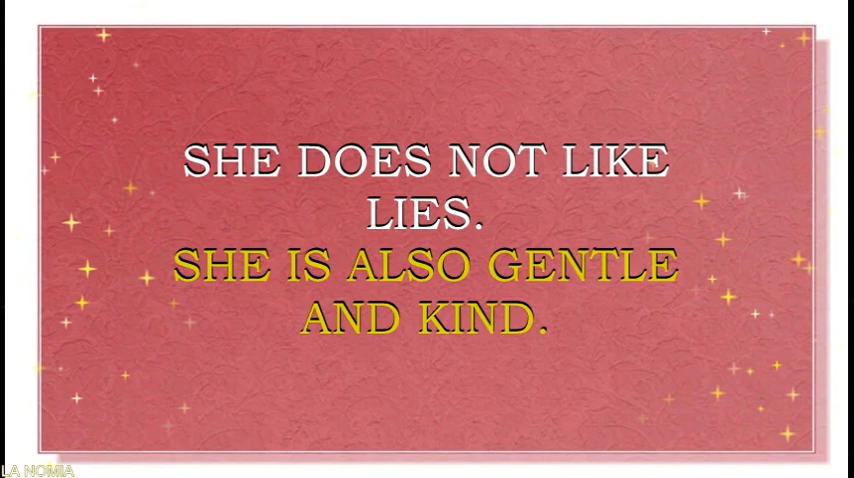 SHE DOES NOT LIKE
LIES.
SHE IS ALSO GENTLE
AND KIND.
LA NOMIA